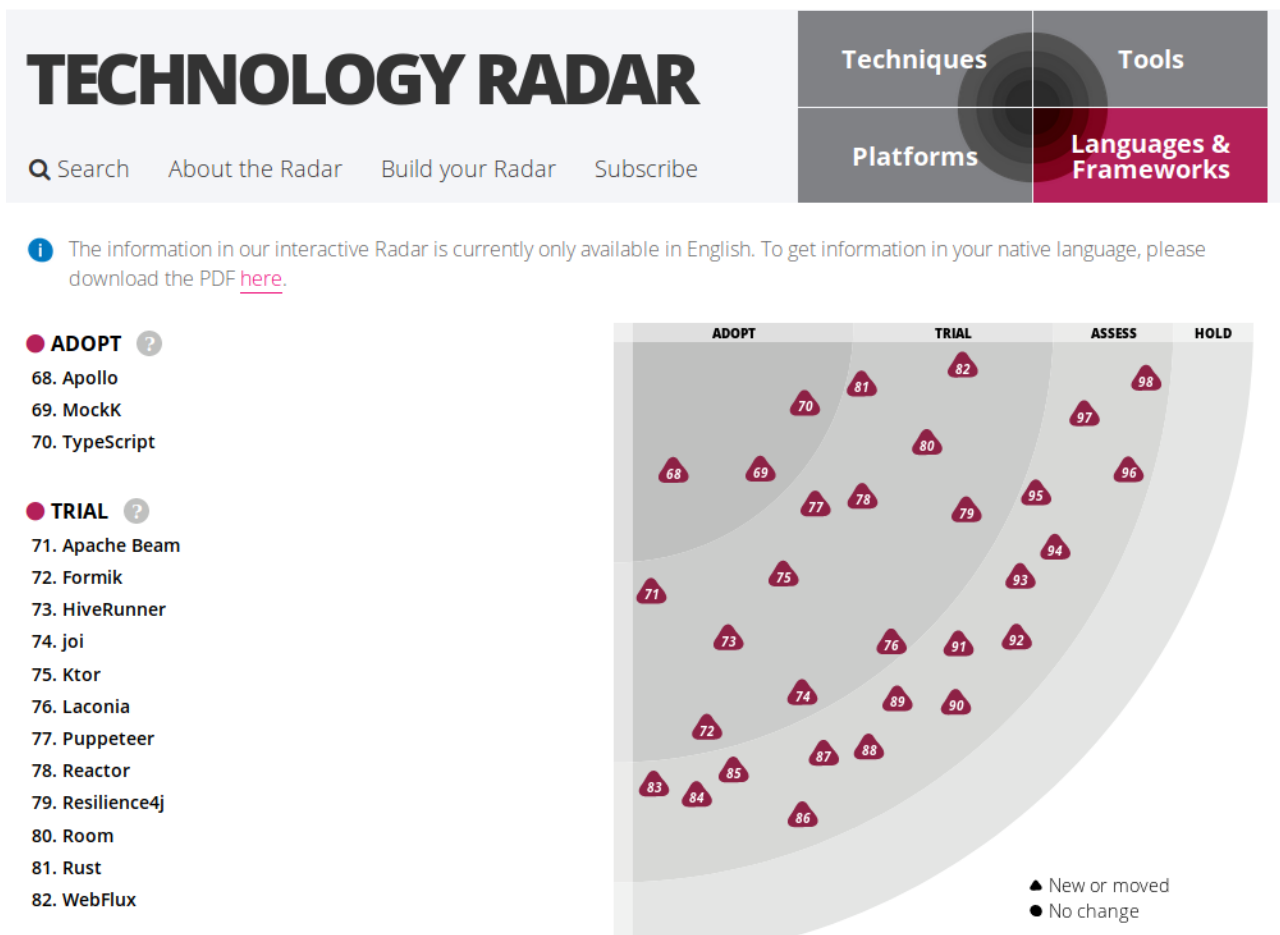 TECHNOLOGY RADAR
Search About the Radar Build your Radar Subscribe
Techniques
Tools
Platforms
Languages &
Frameworks
i
The information in our interactive Radar is currently only available in English. To get information in your native language, please
download the PDF here.
ADOPT ?
68. Apollo
69. MockK
70. TypeScript
TRIAL ?
71. Apache Beam
72. Formik
73. HiveRunner
74. joi
75. Ktor
76. Laconia
77. Puppeteer
78. Reactor
79. Resilience4j
80. Room
81. Rust
82. WebFlux
ADOPT TRIAL ASSESS HOLD
82
98
81
70
97
80
68
69
96
95
78
77
79
94
75
93
71
73
92
76
91
74
89
90
72
88
87
85
83
84
86
New or moved
No change